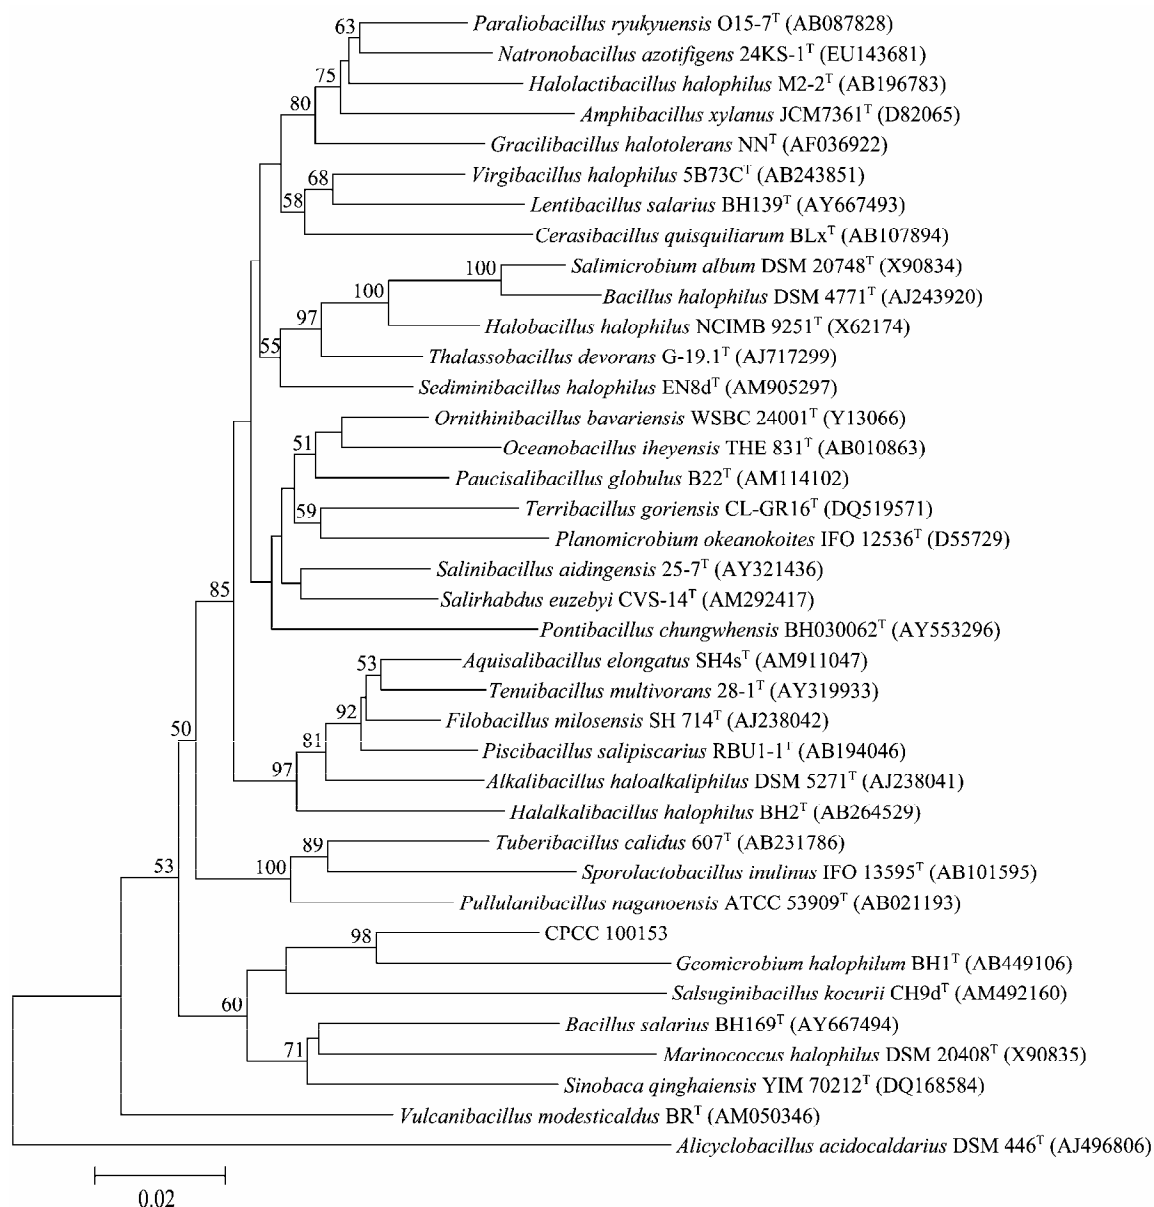 63
Paraliobacillus ryukyuensis O15-7ᵀ (AB087828)
Natronobacillus azotifigens 24KS-1ᵀ (EU143681)
75
Halolactibacillus halophilus M2-2ᵀ (AB196783)
80
Amphibacillus xylanus JCM7361ᵀ (D82065)
Gracilibacillus halotolerans NNᵀ (AF036922)
68
Virgibacillus halophilus 5B73Cᵀ (AB243851)
58
Lentibacillus salarius BH139ᵀ (AY667493)
Cerasibacillus quisquiliarum BLxᵀ (AB107894)
100
Salimicrobium album DSM 20748ᵀ (X90834)
100
Bacillus halophilus DSM 4771ᵀ (AJ243920)
97
Halobacillus halophilus NCIMB 9251ᵀ (X62174)
55
Thalassobacillus devorans G-19.1ᵀ (AJ717299)
Sediminibacillus halophilus EN8dᵀ (AM905297)
Ornithinibacillus bavariensis WSBC 24001ᵀ (Y13066)
51
Oceanobacillus iheyensis THE 831ᵀ (AB010863)
Paucisalibacillus globulus B22ᵀ (AM114102)
59
Terribacillus goriensis CL-GR16ᵀ (DQ519571)
Planomicrobium okeanokoites IFO 12536ᵀ (D55729)
Salinibacillus aidingensis 25-7ᵀ (AY321436)
85
Salirhabdus euzebyi CVS-14ᵀ (AM292417)
Pontibacillus chungwhensis BH030062ᵀ (AY553296)
53
Aquisalibacillus elongatus SH4sᵀ (AM911047)
Tenuibacillus multivorans 28-1ᵀ (AY319933)
92
Filobacillus milosensis SH 714ᵀ (AJ238042)
50
81
Piscibacillus salipiscarius RBU1-1ᵀ (AB194046)
97
Alkalibacillus haloalkaliphilus DSM 5271ᵀ (AJ238041)
Halalkalibacillus halophilus BH2ᵀ (AB264529)
89
Tuberibacillus calidus 607ᵀ (AB231786)
53
100
Sporolactobacillus inulinus IFO 13595ᵀ (AB101595)
Pullulanibacillus naganoensis ATCC 53909ᵀ (AB021193)
98
CPCC 100153
Geomicrobium halophilum BH1ᵀ (AB449106)
60
Salsuginibacillus kocurii CH9dᵀ (AM492160)
Bacillus salarius BH169ᵀ (AY667494)
71
Marinococcus halophilus DSM 20408ᵀ (X90835)
Sinobaca qinghaiensis YIM 70212ᵀ (DQ168584)
Vulcanibacillus modesticaldus BRᵀ (AM050346)
Alicyclobacillus acidocaldarius DSM 446ᵀ (AJ496806)
0.02